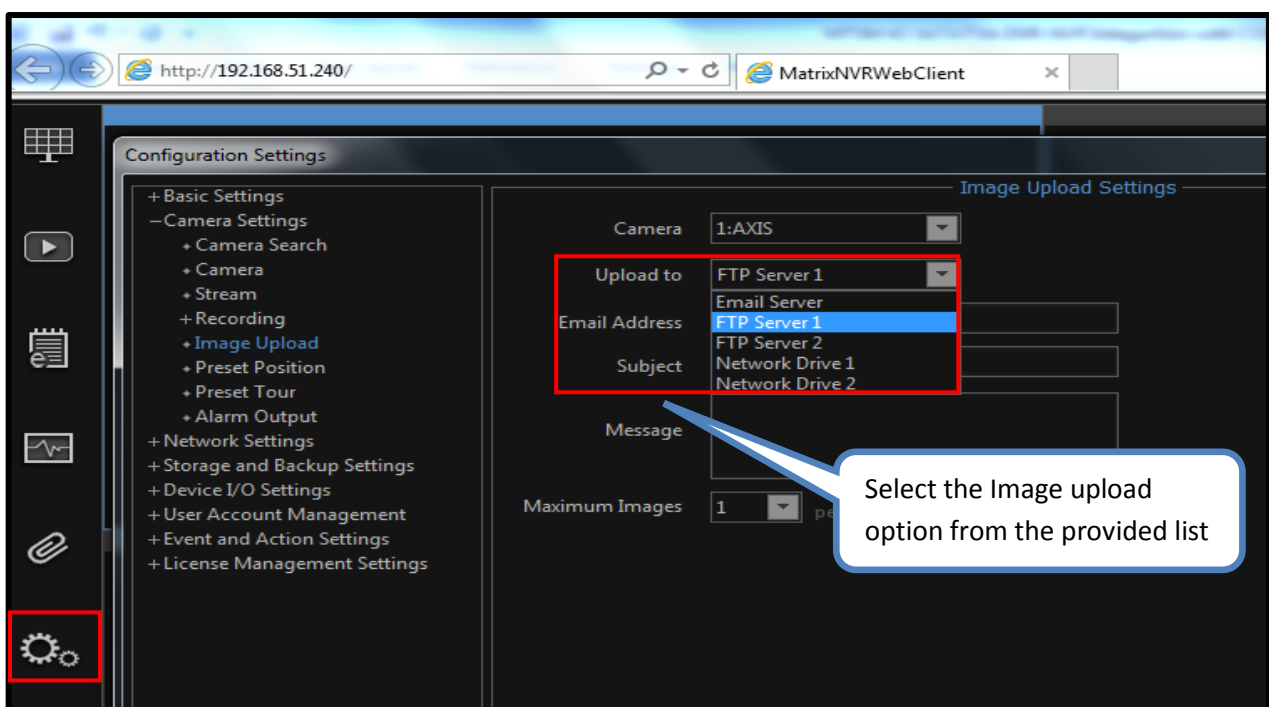 http://192.168.51.240/
MatrixNVRWebClient
Configuration Settings
+Basic Settings
−Camera Settings
Camera Search
Camera
Stream
+Recording
Image Upload
Preset Position
Preset Tour
Alarm Output
+Network Settings
+Storage and Backup Settings
+Device I/O Settings
+User Account Management
+Event and Action Settings
+License Management Settings
Image Upload Settings
Camera 1:AXIS
Upload to FTP Server 1
Email Server
Email Address FTP Server 1
FTP Server 2
Subject Network Drive 1
Network Drive 2
Message
Maximum Images 1
Select the Image upload
option from the provided list